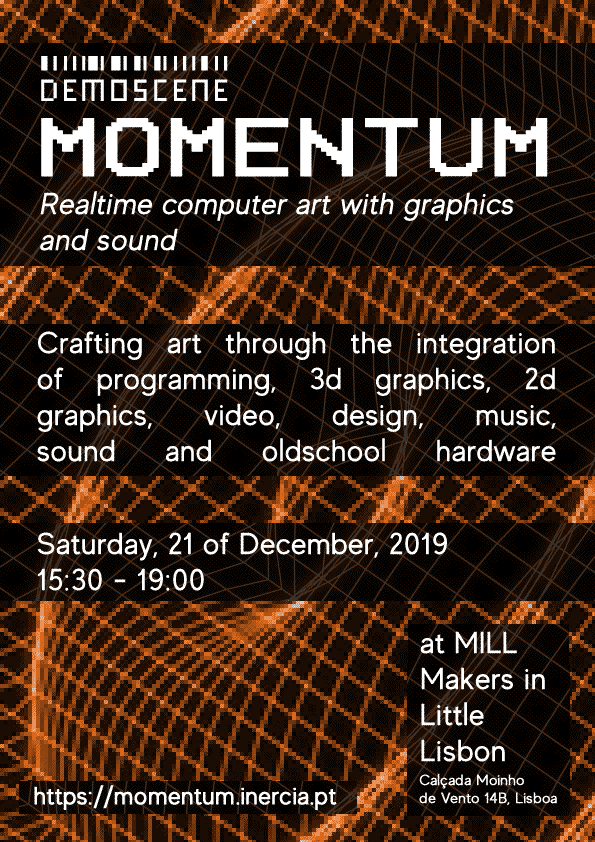 DEMOSCENE
MOMENTUM
Realtime computer art with graphics
and sound
Crafting art through the integration
of programming, 3d graphics, 2d
graphics, video, design, music,
sound and oldschool hardware
Saturday, 21 of December, 2019
15:30 - 19:00
at MILL
Makers in
Little
Lisbon
Calçada Moinho
de Vento 14B, Lisboa
https://momentum.inercia.pt